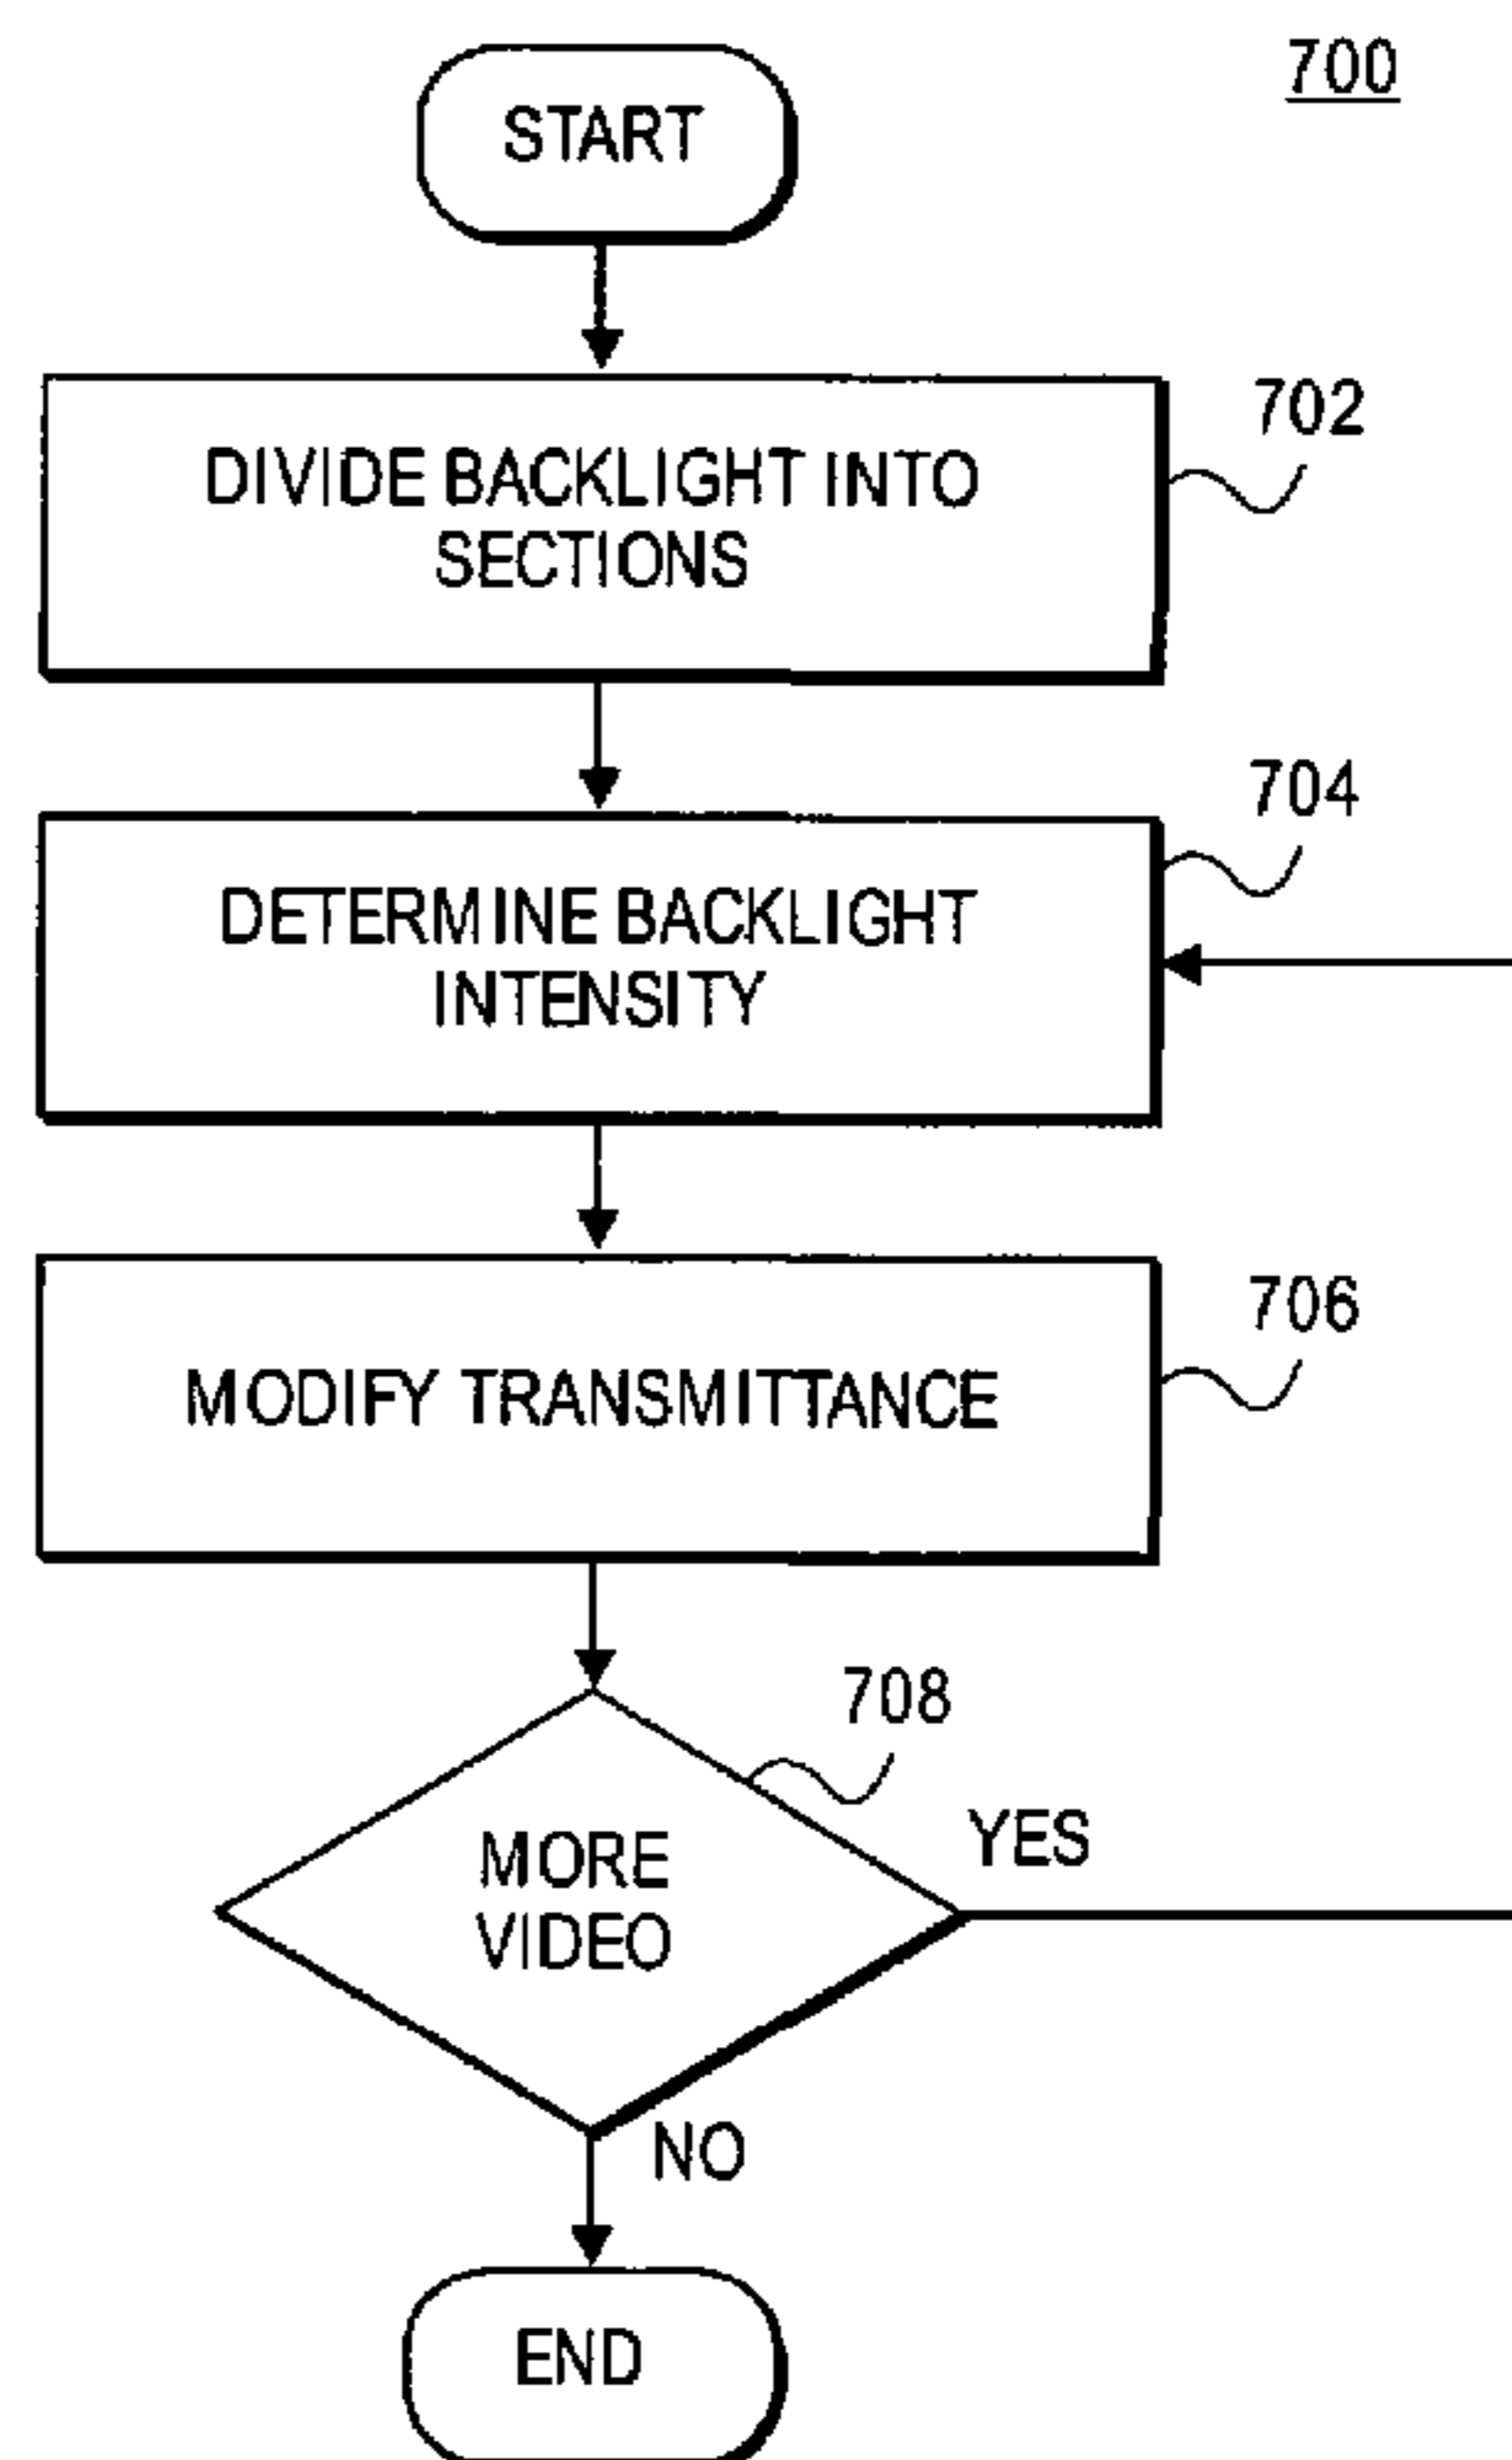 700
START
702
DIVIDE BACKLIGHT INTO
SECTIONS
704
DETERMINE BACKLIGHT
INTENSITY
706
MODIFY TRANSMITTANCE
708
MORE
VIDEO
YES
NO
END